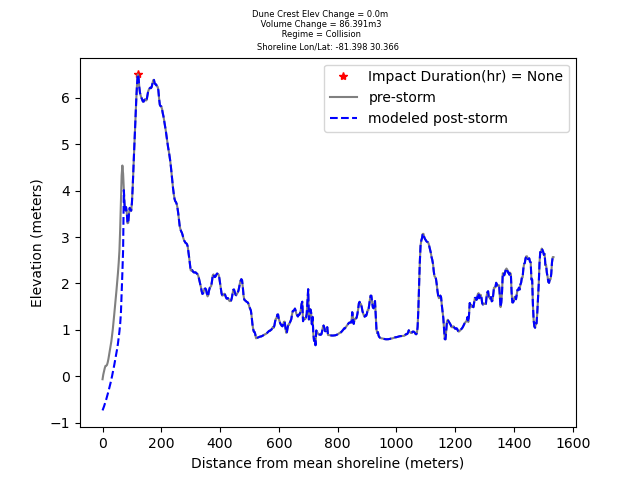 Dune Crest Elev Change = 0.0m
Volume Change = 86.391m3
Regime = Collision
Shoreline Lon/Lat: -81.398 30.366
Impact Duration(hr) = None
pre-storm
modeled post-storm
Elevation (meters)
6
5
4
3
2
1
0
−1
0 200 400 600 800 1000 1200 1400 1600
Distance from mean shoreline (meters)